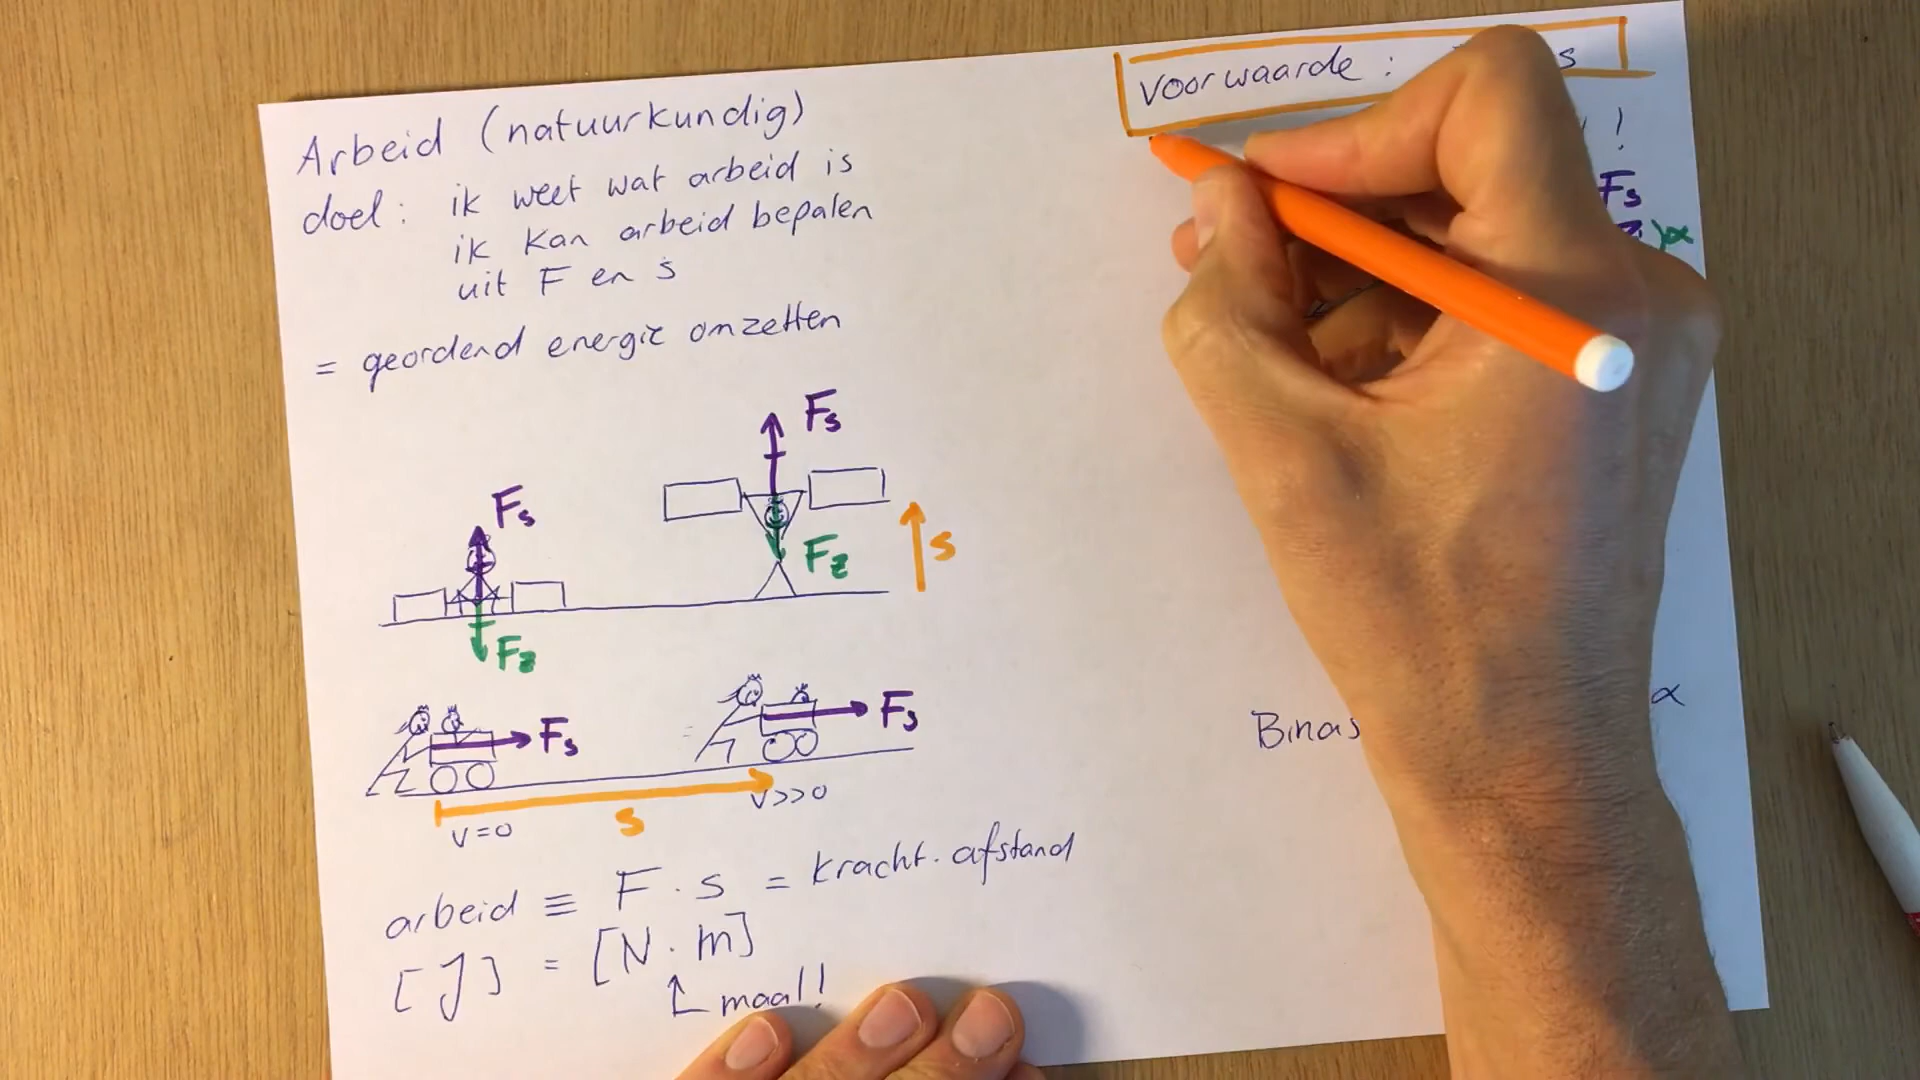 Arbeid (natuurkundig)
doel: ik weet wat arbeid is
ik kan arbeid bepalen
uit F en s
= geordend energie omzetten
Fs
Fs
Fz
s
Fz
Fs
Fs
s
v=0
v>>0
arbeid ≡ F · s = kracht · afstand
[J] = [N · m]
maal!
voorwaarde: s
!
Fs
α
Binas
α